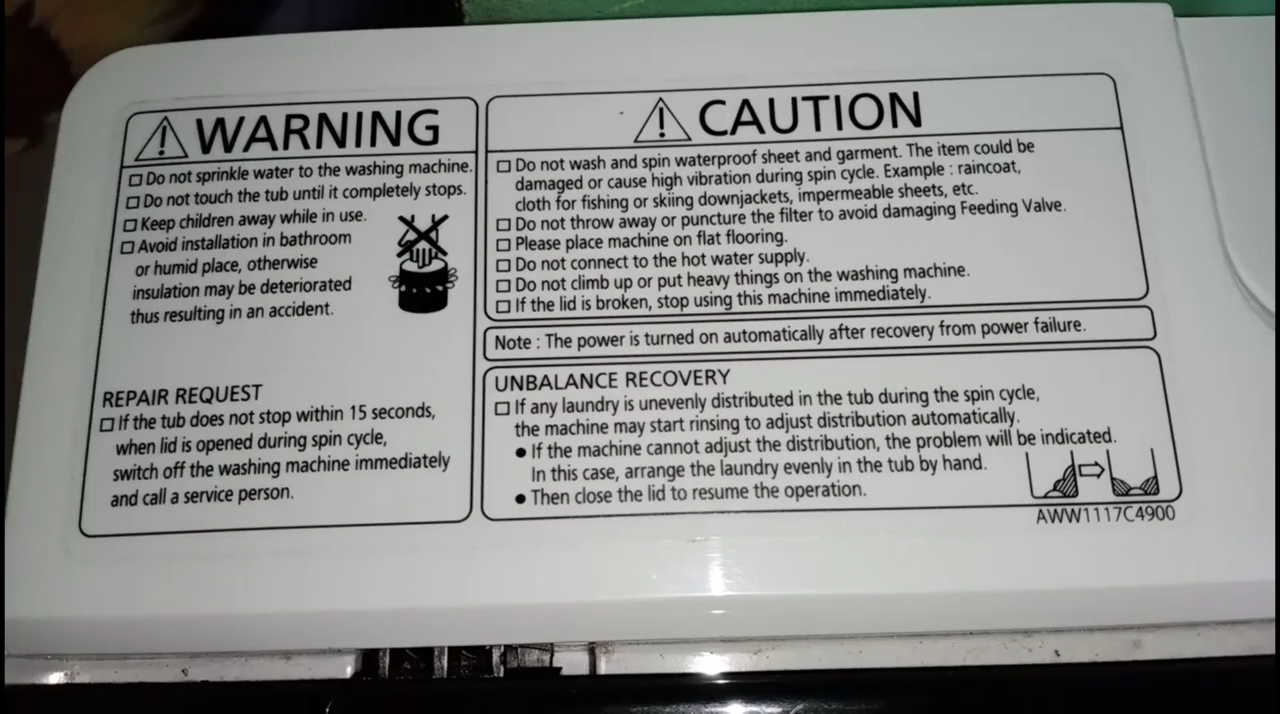 WARNING
☐ Do not sprinkle water to the washing machine.
☐ Do not touch the tub until it completely stops.
☐ Keep children away while in use.
☐ Avoid installation in bathroom
or humid place, otherwise
insulation may be deteriorated
thus resulting in an accident.
REPAIR REQUEST
☐ If the tub does not stop within 15 seconds,
when lid is opened during spin cycle,
switch off the washing machine immediately
and call a service person.
CAUTION
☐ Do not wash and spin waterproof sheet and garment. The item could be
damaged or cause high vibration during spin cycle. Example : raincoat,
cloth for fishing or skiing downjackets, impermeable sheets, etc.
☐ Do not throw away or puncture the filter to avoid damaging Feeding Valve.
☐ Please place machine on flat flooring.
☐ Do not connect to the hot water supply.
☐ Do not climb up or put heavy things on the washing machine.
☐ If the lid is broken, stop using this machine immediately.
Note : The power is turned on automatically after recovery from power failure.
UNBALANCE RECOVERY
☐ If any laundry is unevenly distributed in the tub during the spin cycle,
the machine may start rinsing to adjust distribution automatically.
● If the machine cannot adjust the distribution, the problem will be indicated.
In this case, arrange the laundry evenly in the tub by hand.
● Then close the lid to resume the operation.
AWW1117C4900